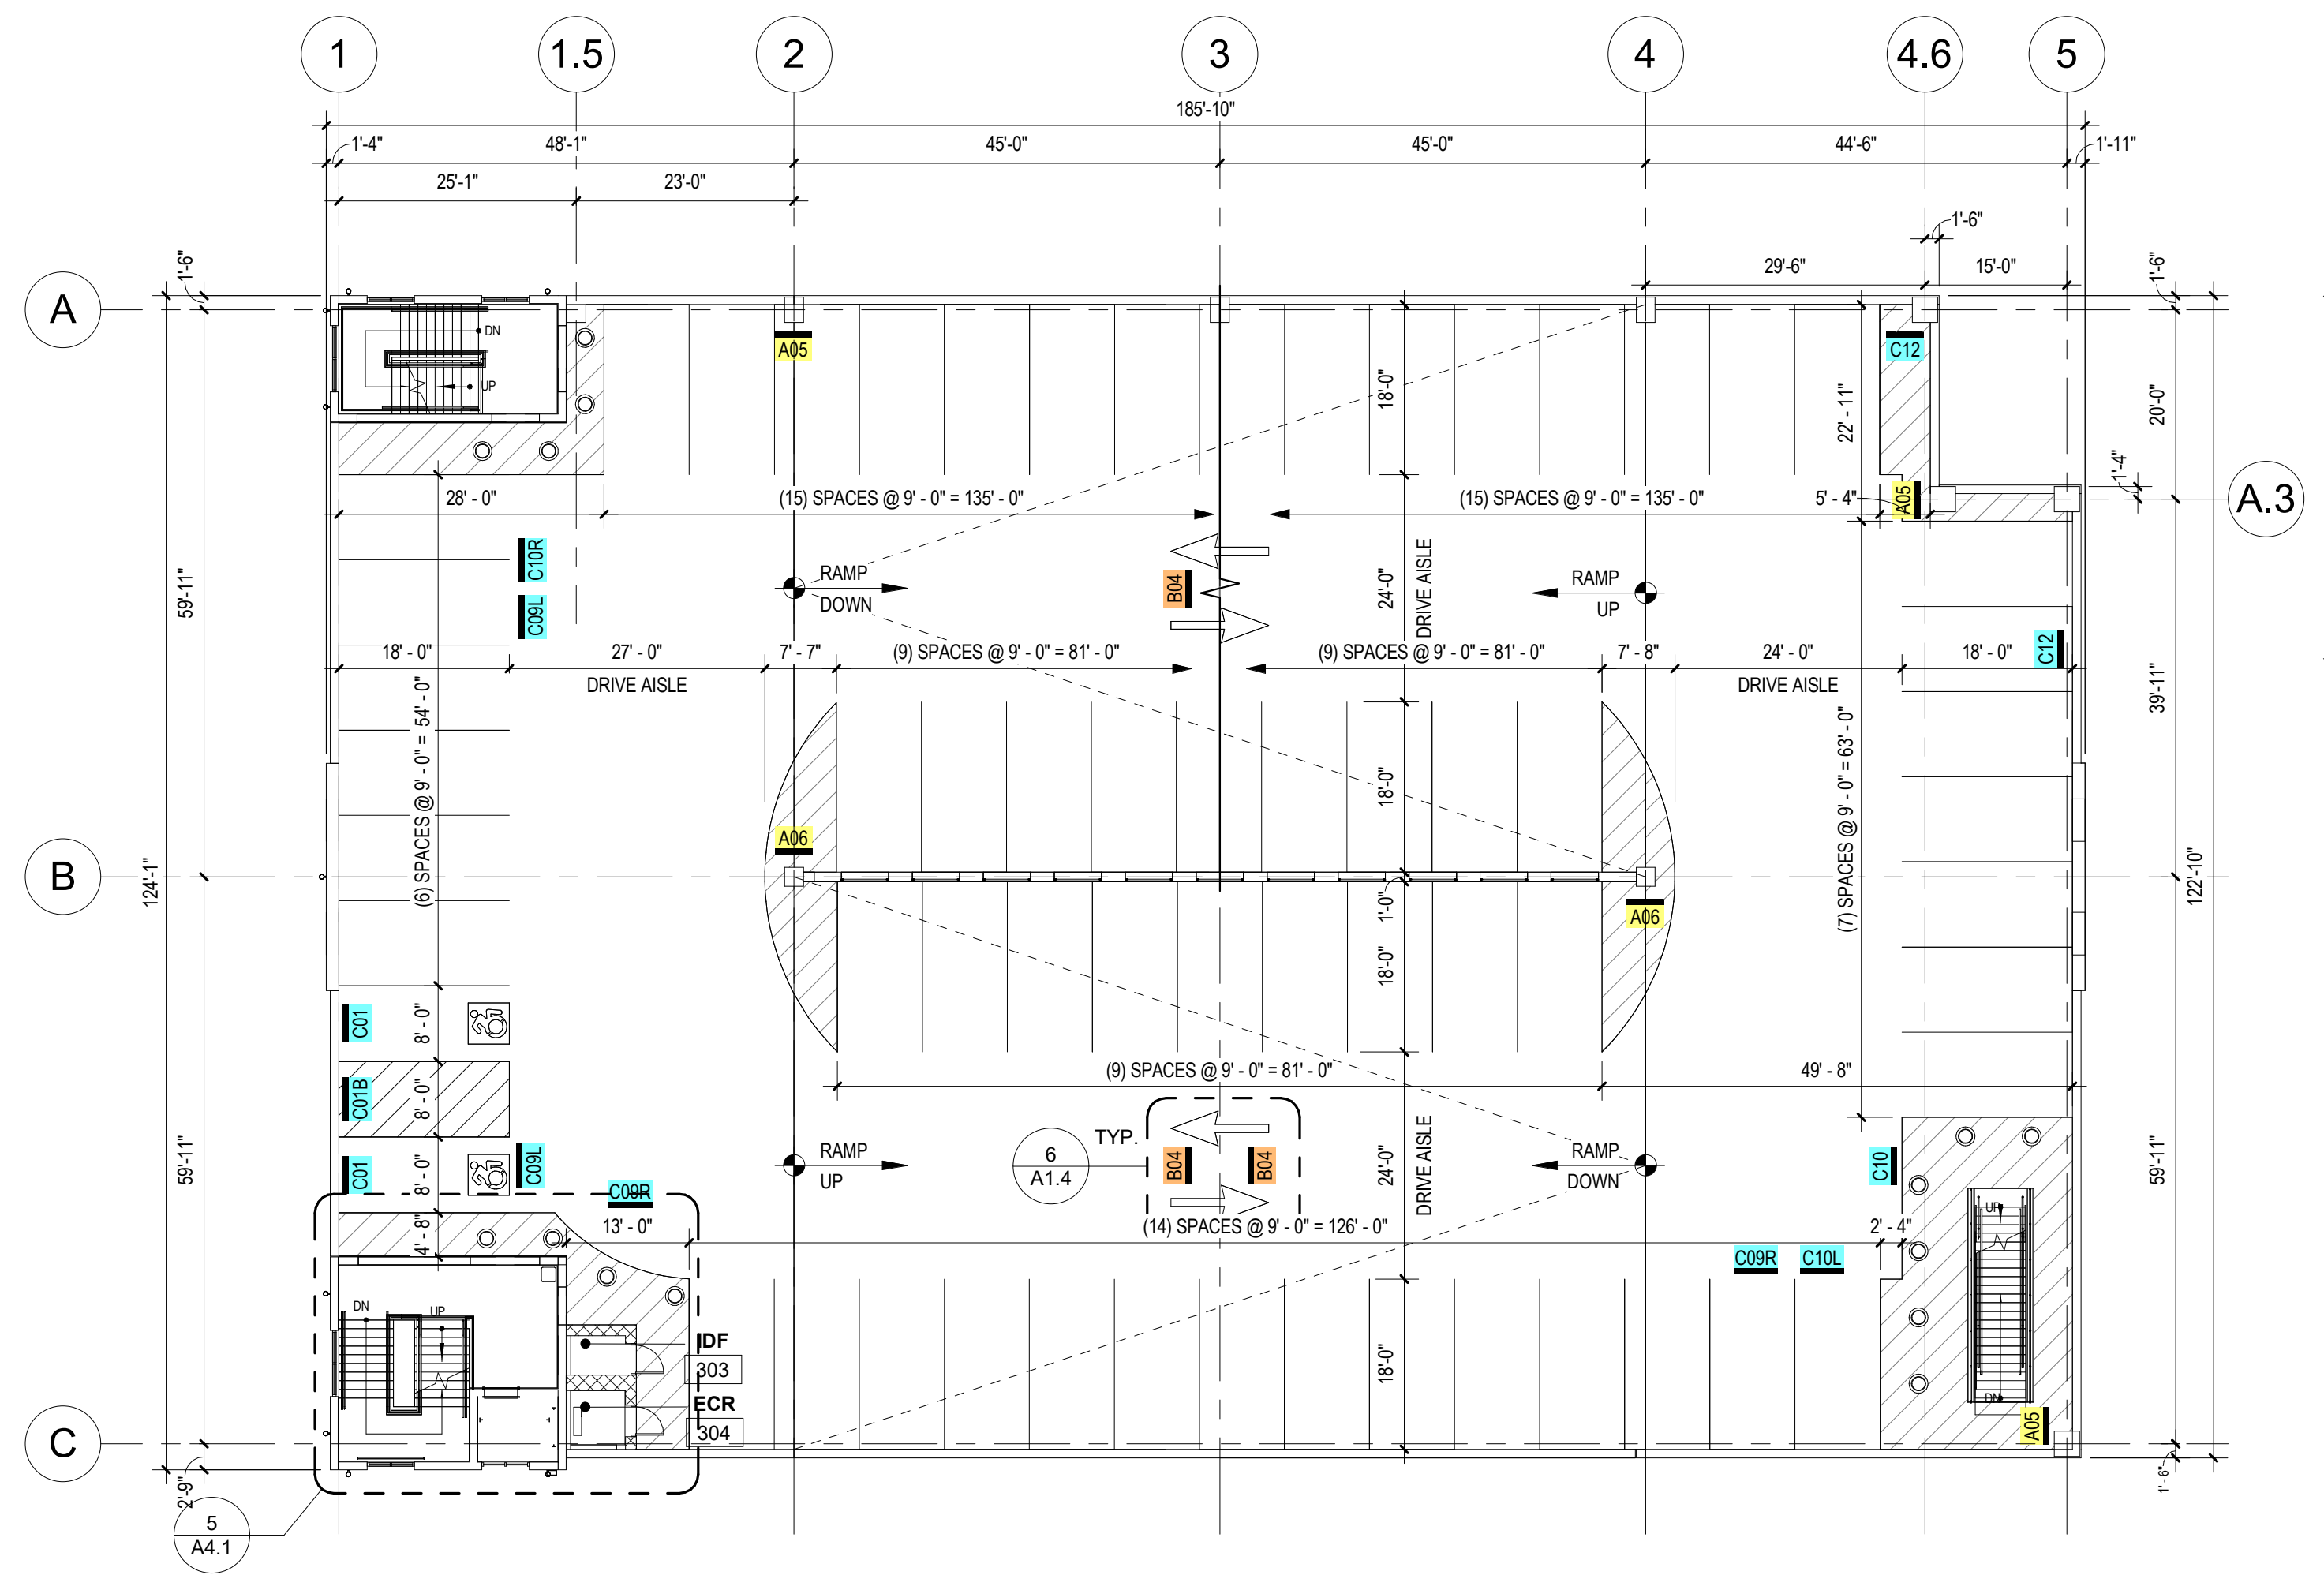 1
1.5
2
3
4
4.6
5
185'-10"
1'-4"
48'-1"
45'-0"
45'-0"
44'-6"
1'-11"
25'-1"
23'-0"
1'-6"
29'-6"
15'-0"
1'-6"
1'-6"
A
DN
UP
A05
C12
18'-0"
22' - 11"
20'-0"
1'-4"
28' - 0"
(15) SPACES @ 9' - 0" = 135' - 0"
(15) SPACES @ 9' - 0" = 135' - 0"
5' - 4"
A05
A.3
C10R
C09L
59'-11"
RAMP
DOWN
B04
24'-0"
DRIVE AISLE
RAMP
UP
18' - 0"
27' - 0"
DRIVE AISLE
7' - 7"
(9) SPACES @ 9' - 0" = 81' - 0"
(9) SPACES @ 9' - 0" = 81' - 0"
7' - 8"
24' - 0"
DRIVE AISLE
18' - 0"
C12
39'-11"
(6) SPACES @ 9' - 0" = 54' - 0"
18'-0"
(7) SPACES @ 9' - 0" = 63' - 0"
A06
B
124'-1"
1'-0"
A06
122'-10"
18'-0"
C01
8' - 0"
C01B
8' - 0"
C01
8' - 0"
C09L
C09R
(9) SPACES @ 9' - 0" = 81' - 0"
49' - 8"
59'-11"
RAMP
UP
TYP.
6
A1.4
B04
B04
24'-0"
DRIVE AISLE
RAMP
DOWN
C10
59'-11"
4' - 8"
13' - 0"
(14) SPACES @ 9' - 0" = 126' - 0"
2' - 4"
C09R
C10L
UP
DN
UP
IDF
303
ECR
304
18'-0"
DN
A05
C
2'-9"
1' - 6"
5
A4.1